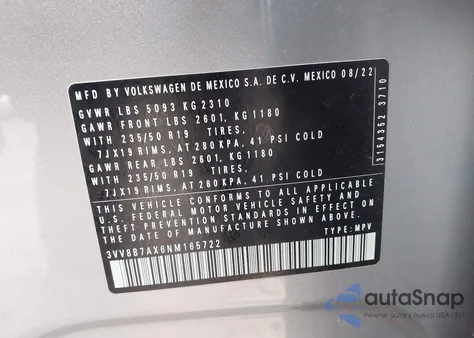 MFD BY VOLKSWAGEN DE MEXICO S.A. DE C.V. MEXICO 08/22
GVWR LBS 5093 KG 2310
GAWR FRONT LBS 2601, KG 1180
WITH 235/50 R19 TIRES,
7JX19 RIMS, AT 280 KPA, 41 PSI COLD
GAWR REAR LBS 2601, KG 1180
WITH 235/50 R19 TIRES,
7JX19 RIMS, AT 280 KPA, 41 PSI COLD
THIS VEHICLE CONFORMS TO ALL APPLICABLE
U.S. FEDERAL MOTOR VEHICLE SAFETY AND
THEFT PREVENTION STANDARDS IN EFFECT ON
THE DATE OF MANUFACTURE SHOWN ABOVE.
3VV8B7AX6NM165722 TYPE: MPV
3154352 3710
autoSnap
Pewne auta z aukcji USA